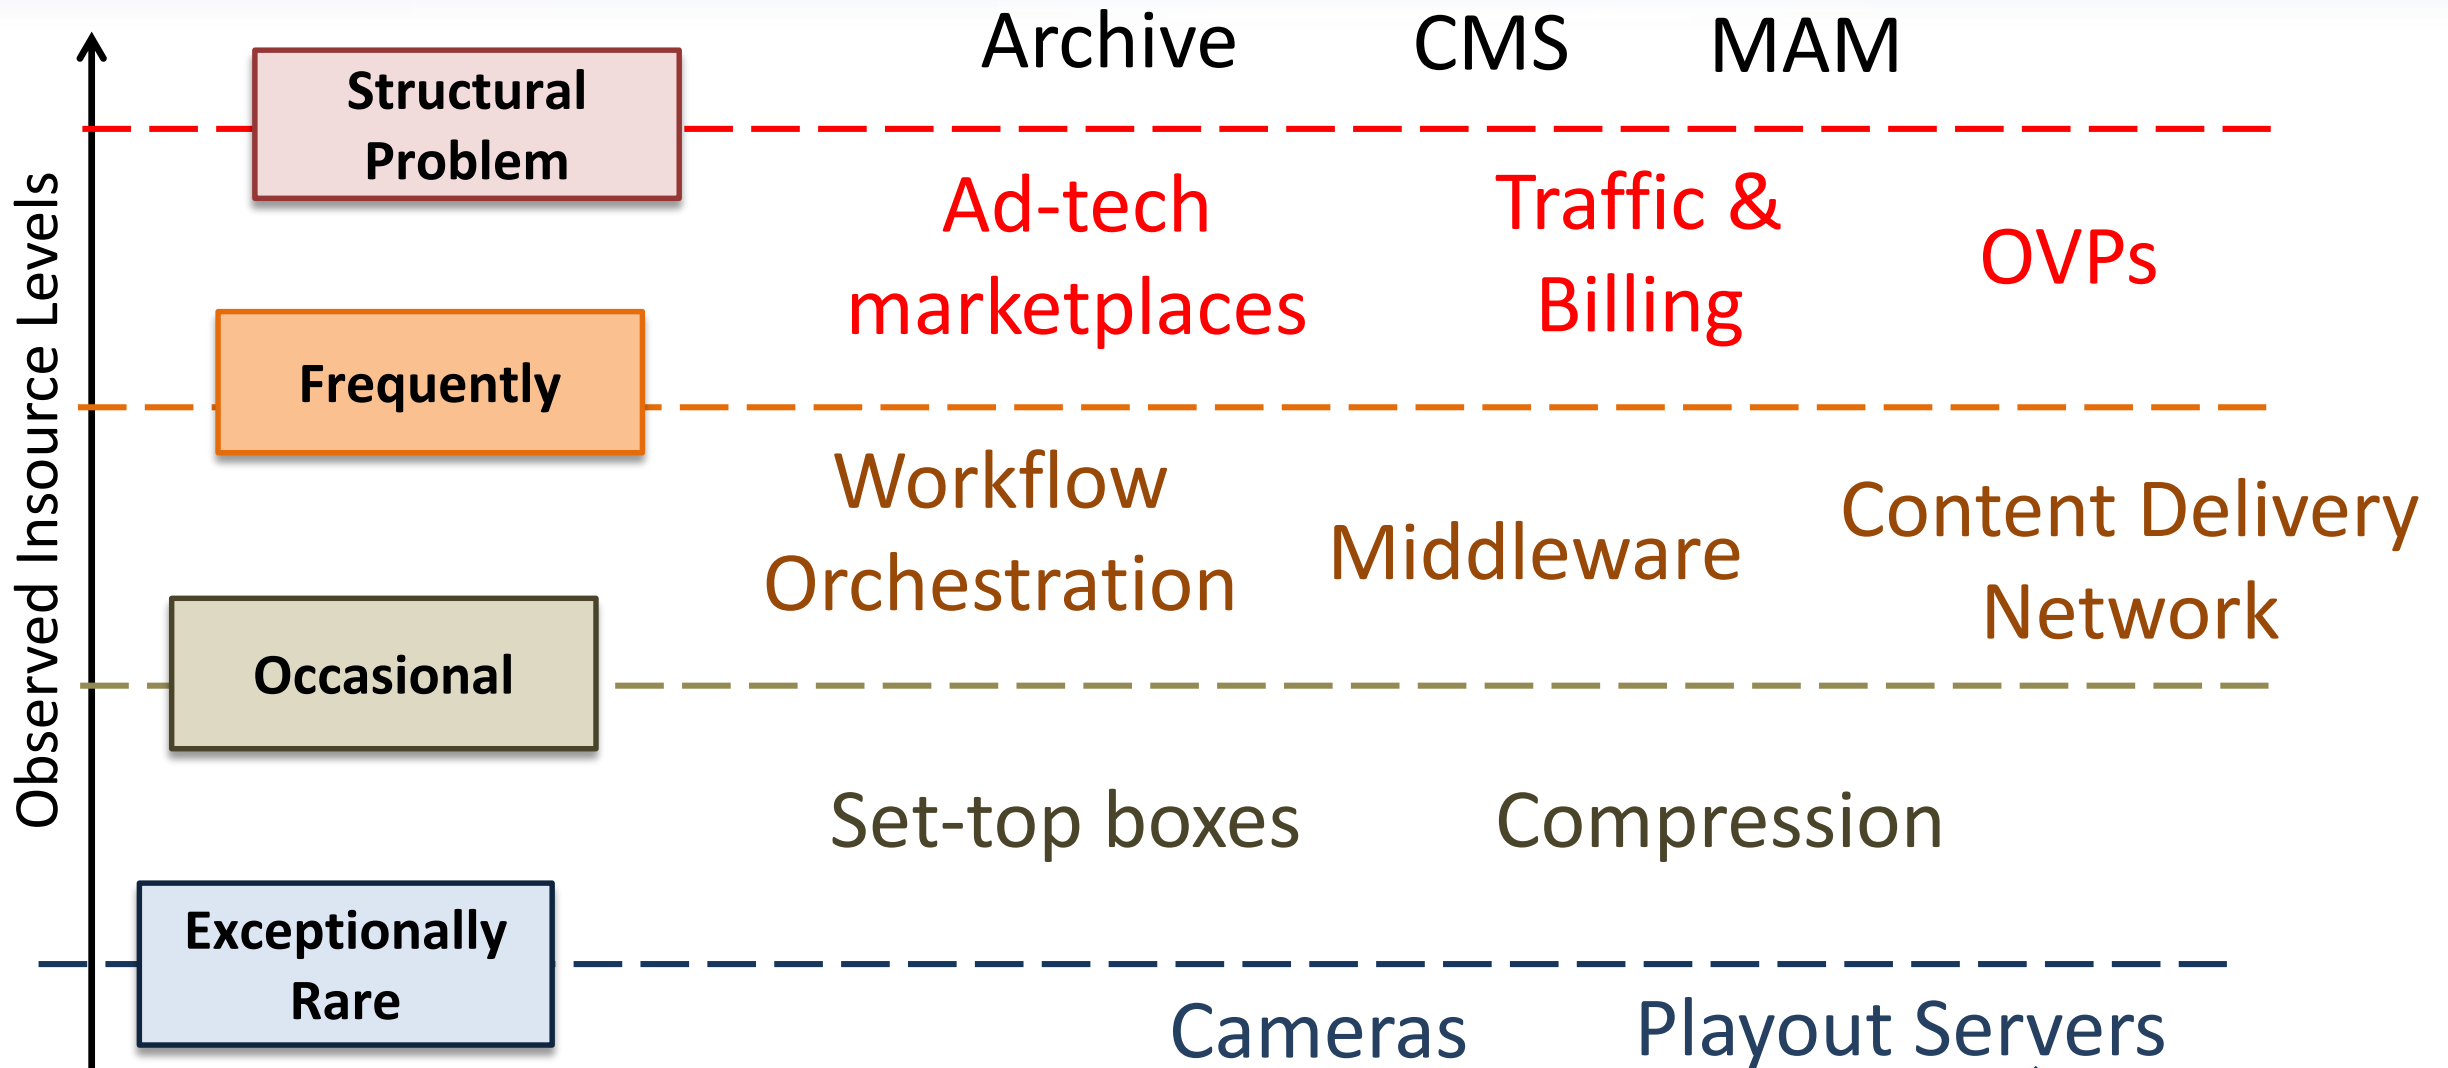 Observed Insource Levels
Structural
Problem
Archive
CMS
MAM
Ad-tech
marketplaces
Traffic &
Billing
OVPs
Frequently
Workflow
Orchestration
Middleware
Content Delivery
Network
Occasional
Set-top boxes
Compression
Exceptionally
Rare
Cameras
Playout Servers